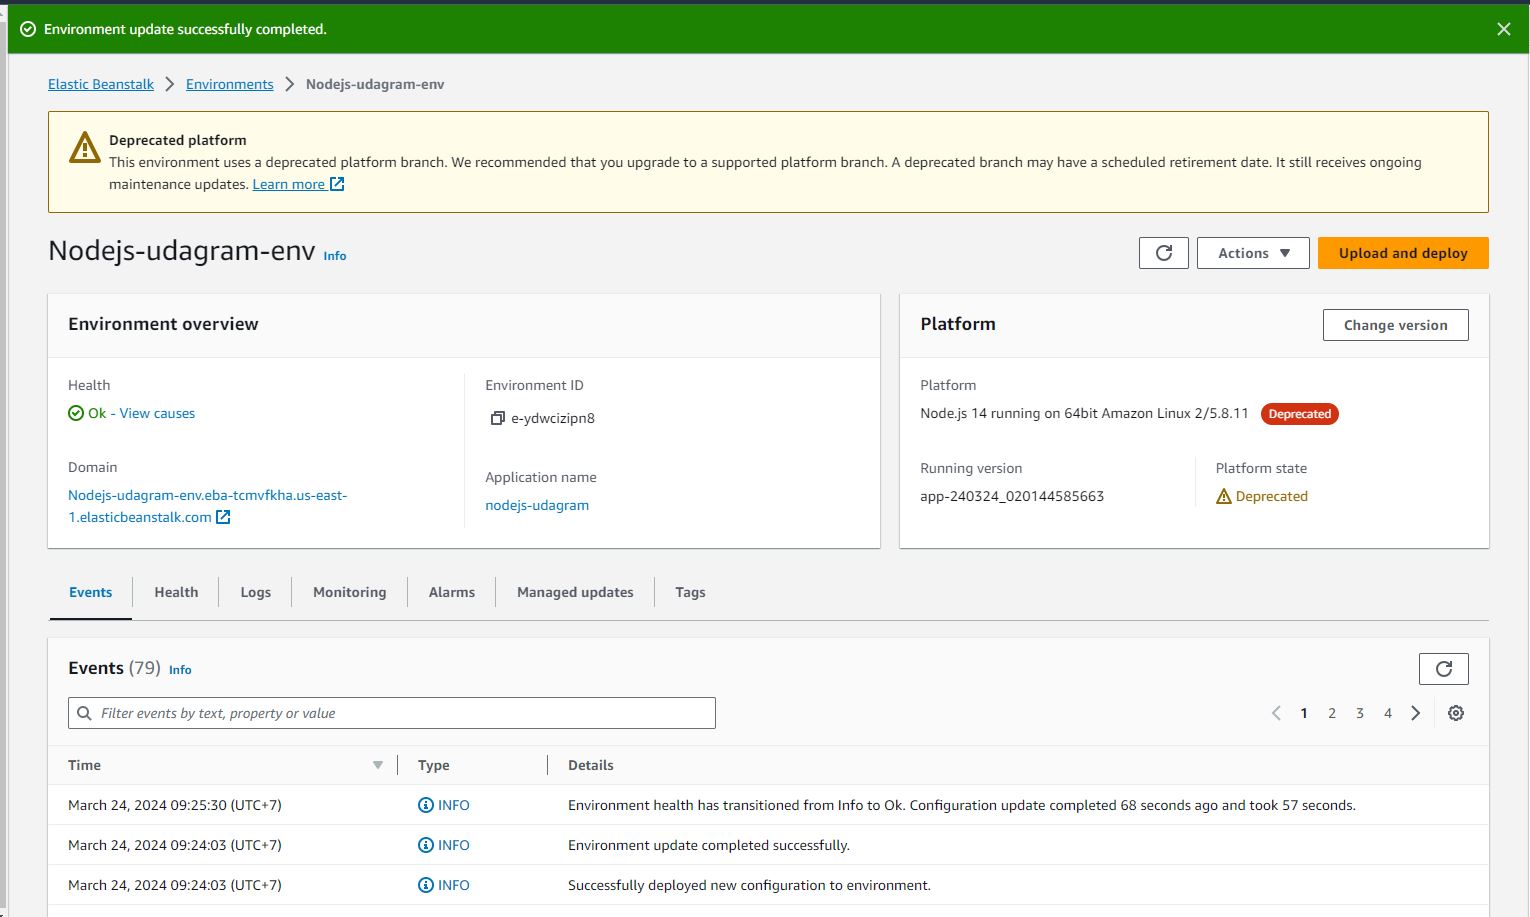 Environment update successfully completed.
Elastic Beanstalk > Environments > Nodejs-udagram-env
Deprecated platform
This environment uses a deprecated platform branch. We recommended that you upgrade to a supported platform branch. A deprecated branch may have a scheduled retirement date. It still receives ongoing
maintenance updates. Learn more
Nodejs-udagram-env Info
Actions
Upload and deploy
Environment overview
Health
Ok - View causes
Domain
Nodejs-udagram-env.eba-tcmvfkha.us-east-
1.elasticbeanstalk.com
Environment ID
e-ydwcizipn8
Application name
nodejs-udagram
Platform
Change version
Platform
Node.js 14 running on 64bit Amazon Linux 2/5.8.11 Deprecated
Running version
app-240324_020144585663
Platform state
Deprecated
Events Health Logs Monitoring Alarms Managed updates Tags
Events (79) Info
Filter events by text, property or value
1 2 3 4
Time Type Details
March 24, 2024 09:25:30 (UTC+7) INFO Environment health has transitioned from Info to Ok. Configuration update completed 68 seconds ago and took 57 seconds.
March 24, 2024 09:24:03 (UTC+7) INFO Environment update completed successfully.
March 24, 2024 09:24:03 (UTC+7) INFO Successfully deployed new configuration to environment.